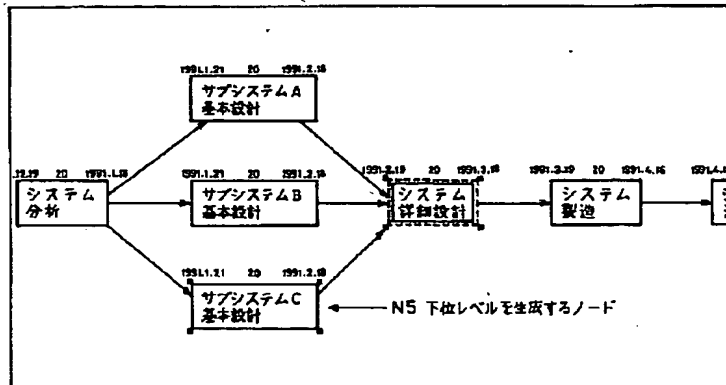 1991.1.21 20 1991.2.18
サブシステムA
基本設計
.12.19 20 1991.1.18
システム
分析
1991.1.21 20 1991.2.18
サブシステムB
基本設計
1991.2.19 20 1991.3.18
システム
詳細設計
1991.3.19 20 1991.4.16
システム
製造
1991.4.
1991.1.21 20 1991.2.18
サブシステムC
基本設計
N5 下位レベルを生成するノード